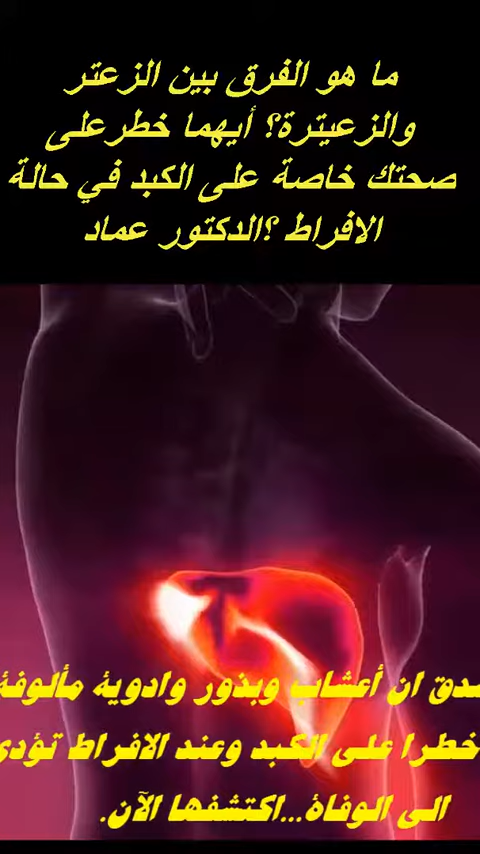 ما هو الفرق بين الزعتر
والزعيترة؟ أيهما خطرعلى
صحتك خاصة على الكبد في حالة
الافراط ؟الدكتور عماد
ان أعشاب وبذور وادوية مألوفة
خطرا على الكبد وعند الافراط تؤدي
الى الوفاة...اكتشفها الآن.